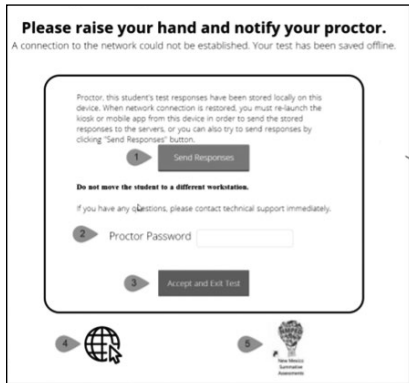 Please raise your hand and notify your proctor.
A connection to the network could not be established. Your test has been saved offline.
Proctor, this student's test responses have been stored locally on this
device. When network connection is restored, you must re-launch the
kiosk or mobile app from this device in order to send the stored
responses to the servers, or you can also try to send responses by
clicking "Send Responses" button.
1 Send Responses
Do not move the student to a different workstation.
If you have any questions, please contact technical support immediately.
2 Proctor Password
3 Accept and Exit Test
4 5
New Mexico
Summative
Assessments